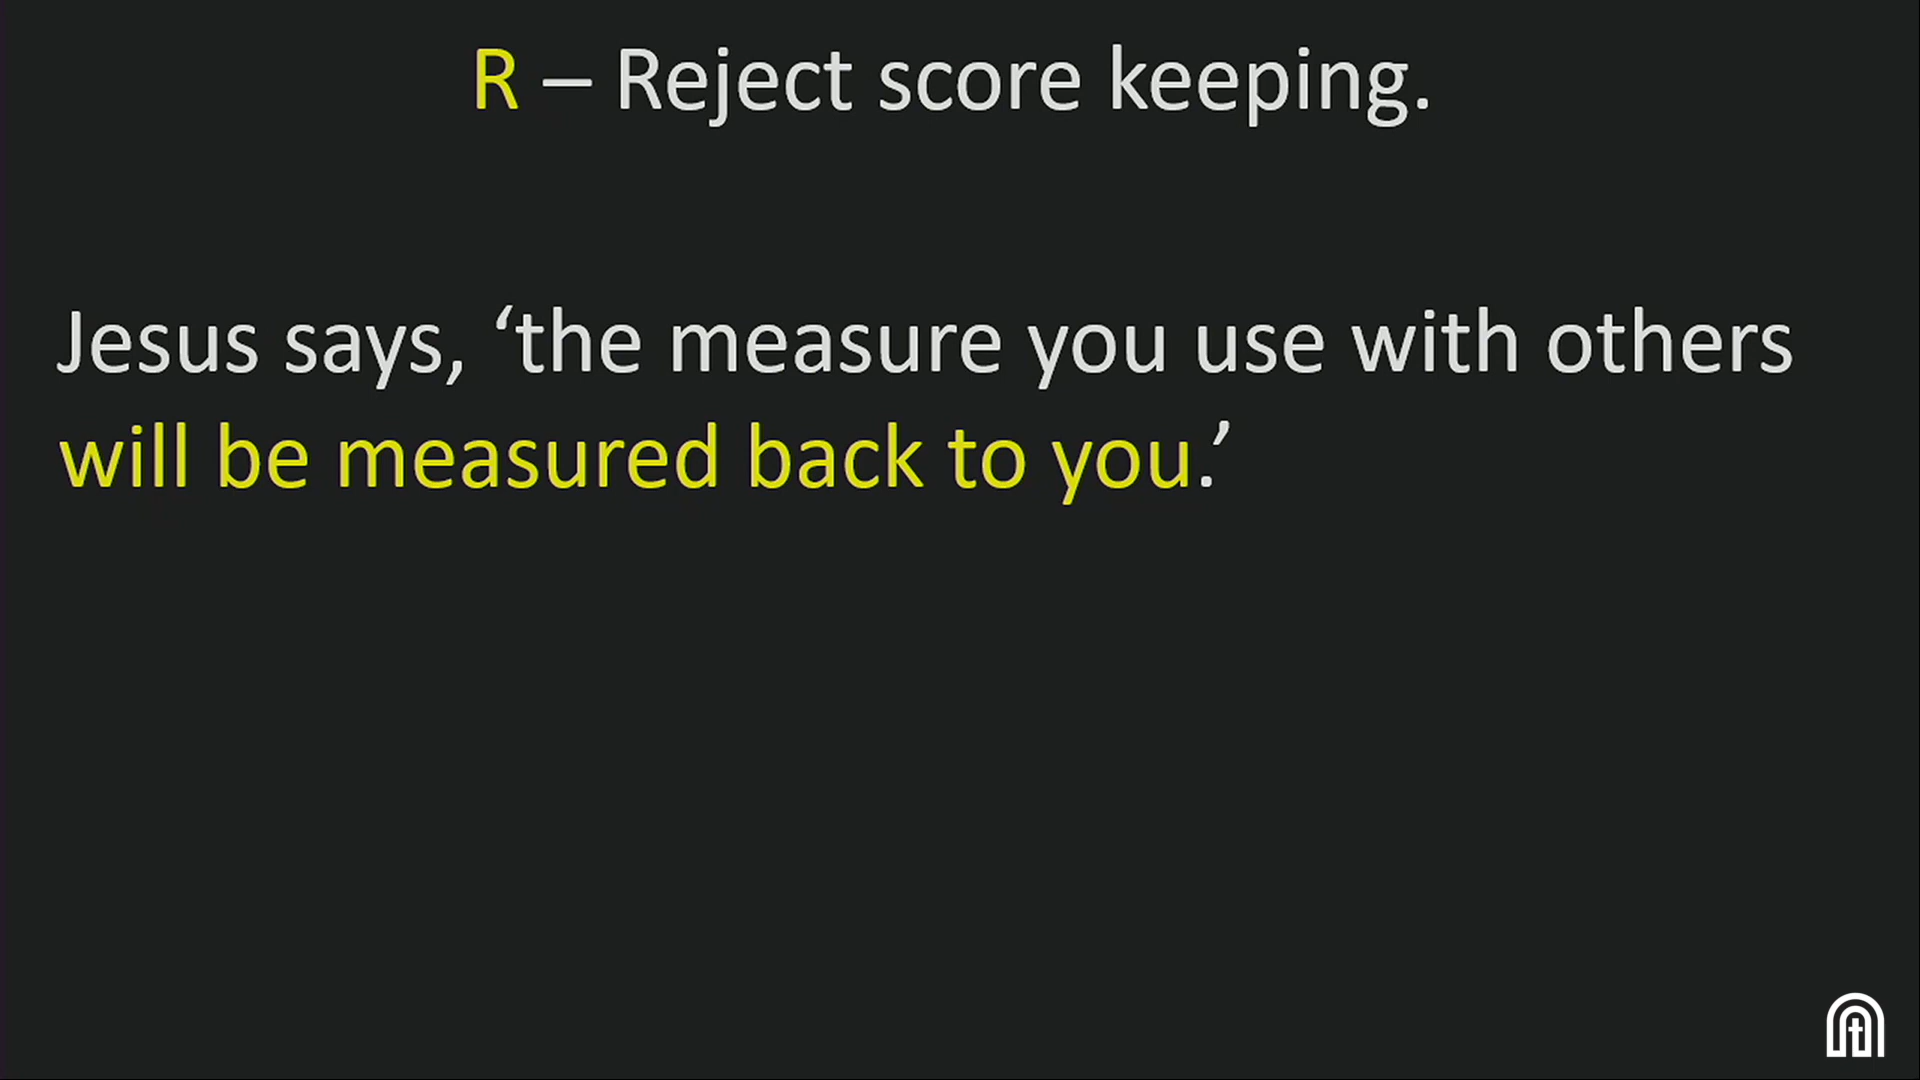 R – Reject score keeping.
Jesus says, ‘the measure you use with others
will be measured back to you.’